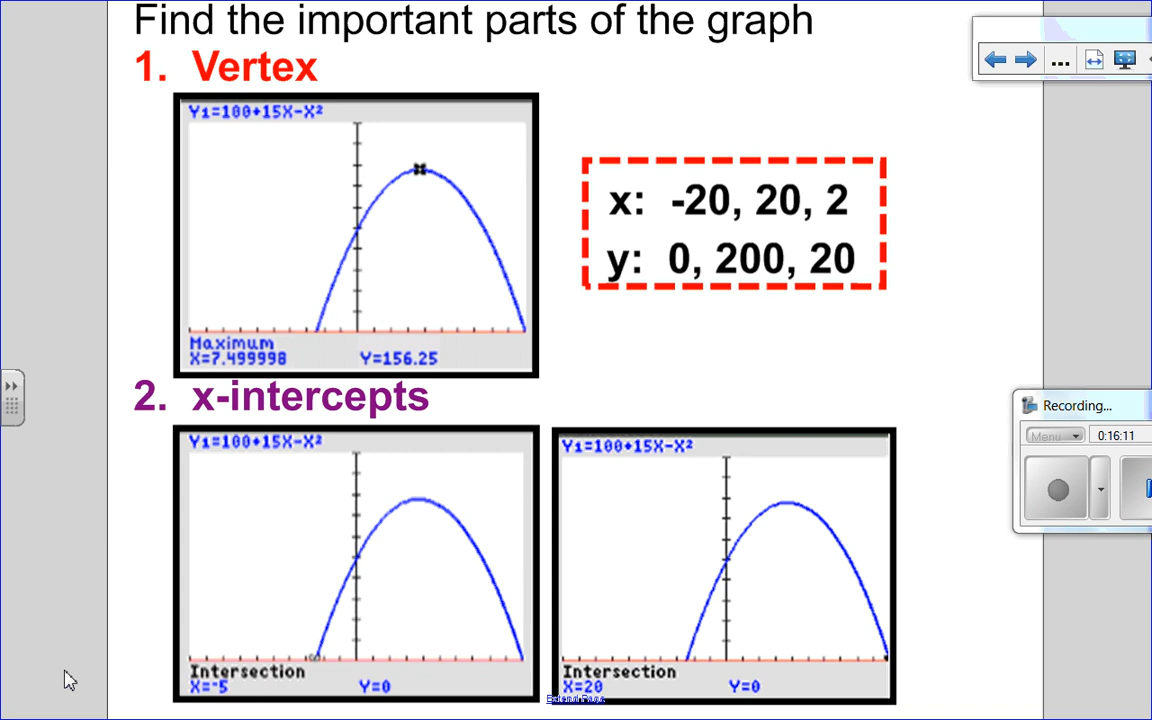 Find the important parts of the graph
1. Vertex
Y1=100+15X-X²
Maximum
X=7.499998 Y=156.25
x: -20, 20, 2
y: 0, 200, 20
2. x-intercepts
Y1=100+15X-X²
Intersection
X=-5 Y=0
Y1=100+15X-X²
Intersection
X=20 Y=0
Extend Page
...
Recording...
Menu
0:16:11